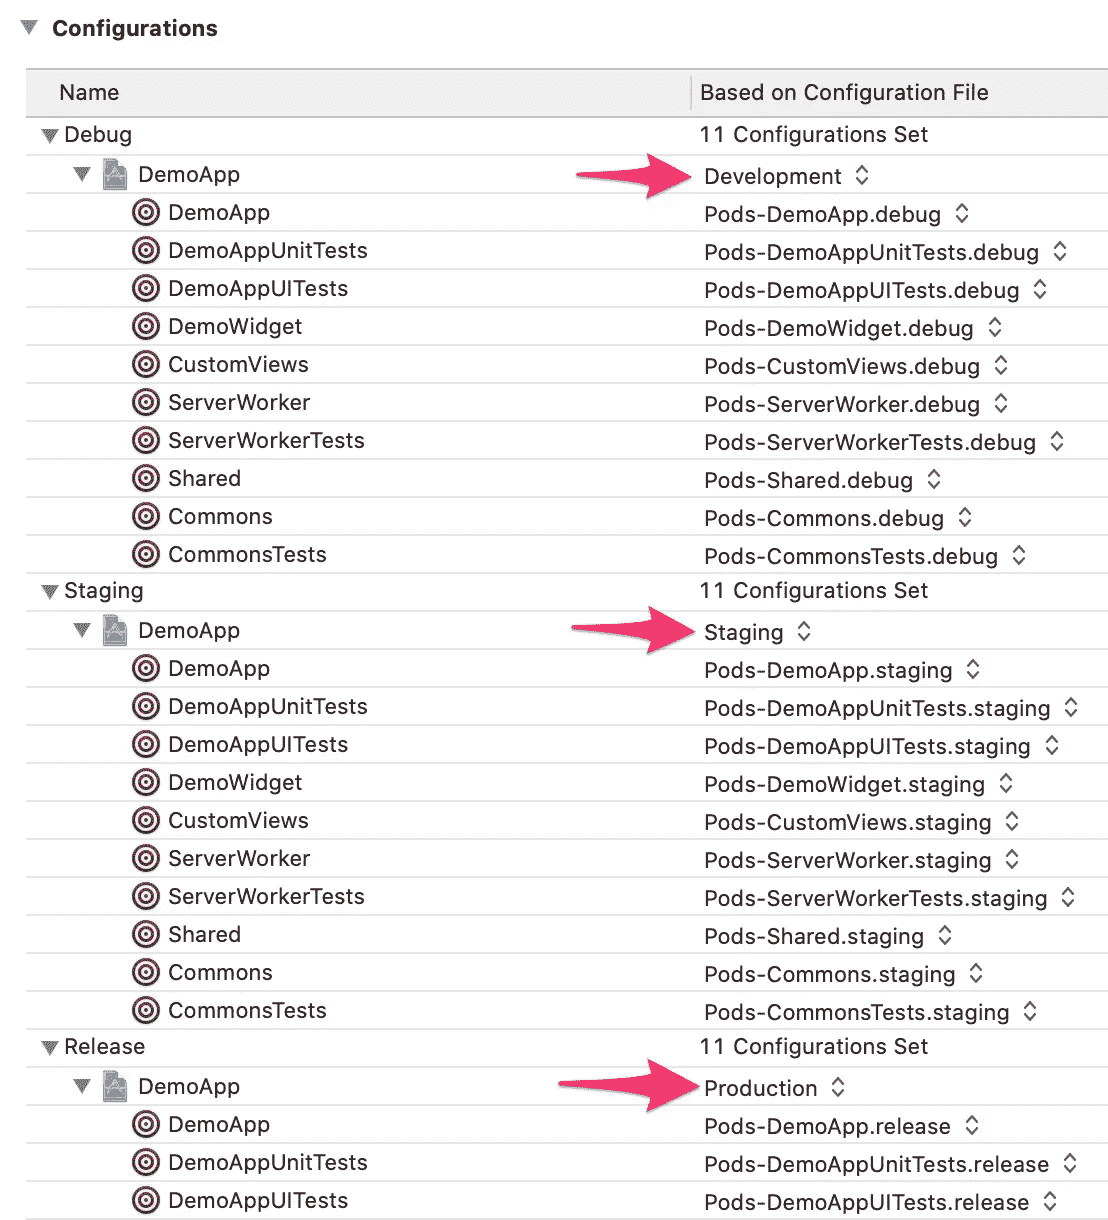 Configurations
Name Based on Configuration File
Debug 11 Configurations Set
DemoApp Development
DemoApp Pods-DemoApp.debug
DemoAppUnitTests Pods-DemoAppUnitTests.debug
DemoAppUITests Pods-DemoAppUITests.debug
DemoWidget Pods-DemoWidget.debug
CustomViews Pods-CustomViews.debug
ServerWorker Pods-ServerWorker.debug
ServerWorkerTests Pods-ServerWorkerTests.debug
Shared Pods-Shared.debug
Commons Pods-Commons.debug
CommonsTests Pods-CommonsTests.debug
Staging 11 Configurations Set
DemoApp Staging
DemoApp Pods-DemoApp.staging
DemoAppUnitTests Pods-DemoAppUnitTests.staging
DemoAppUITests Pods-DemoAppUITests.staging
DemoWidget Pods-DemoWidget.staging
CustomViews Pods-CustomViews.staging
ServerWorker Pods-ServerWorker.staging
ServerWorkerTests Pods-ServerWorkerTests.staging
Shared Pods-Shared.staging
Commons Pods-Commons.staging
CommonsTests Pods-CommonsTests.staging
Release 11 Configurations Set
DemoApp Production
DemoApp Pods-DemoApp.release
DemoAppUnitTests Pods-DemoAppUnitTests.release
DemoAppUITests Pods-DemoAppUITests.release